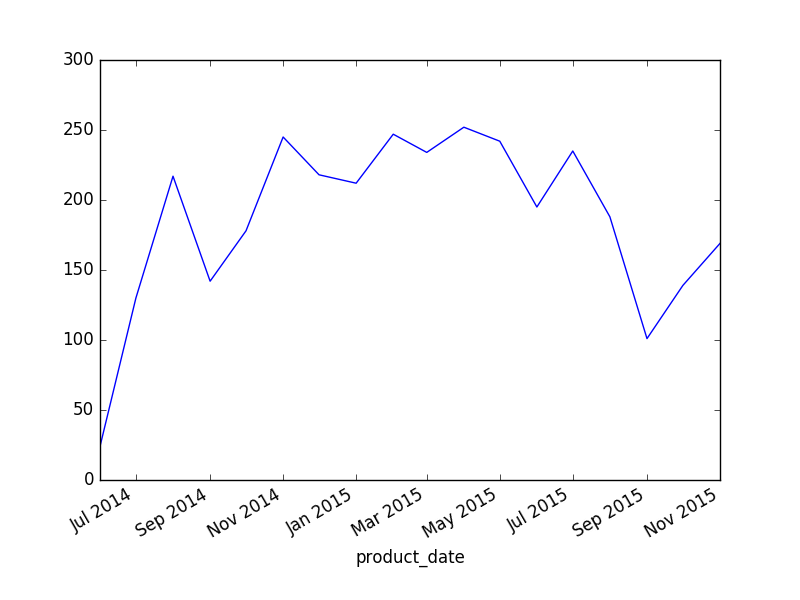 300
250
200
150
100
50
0
Jul 2014
Sep 2014
Nov 2014
Jan 2015
Mar 2015
May 2015
Jul 2015
Sep 2015
Nov 2015
product_date